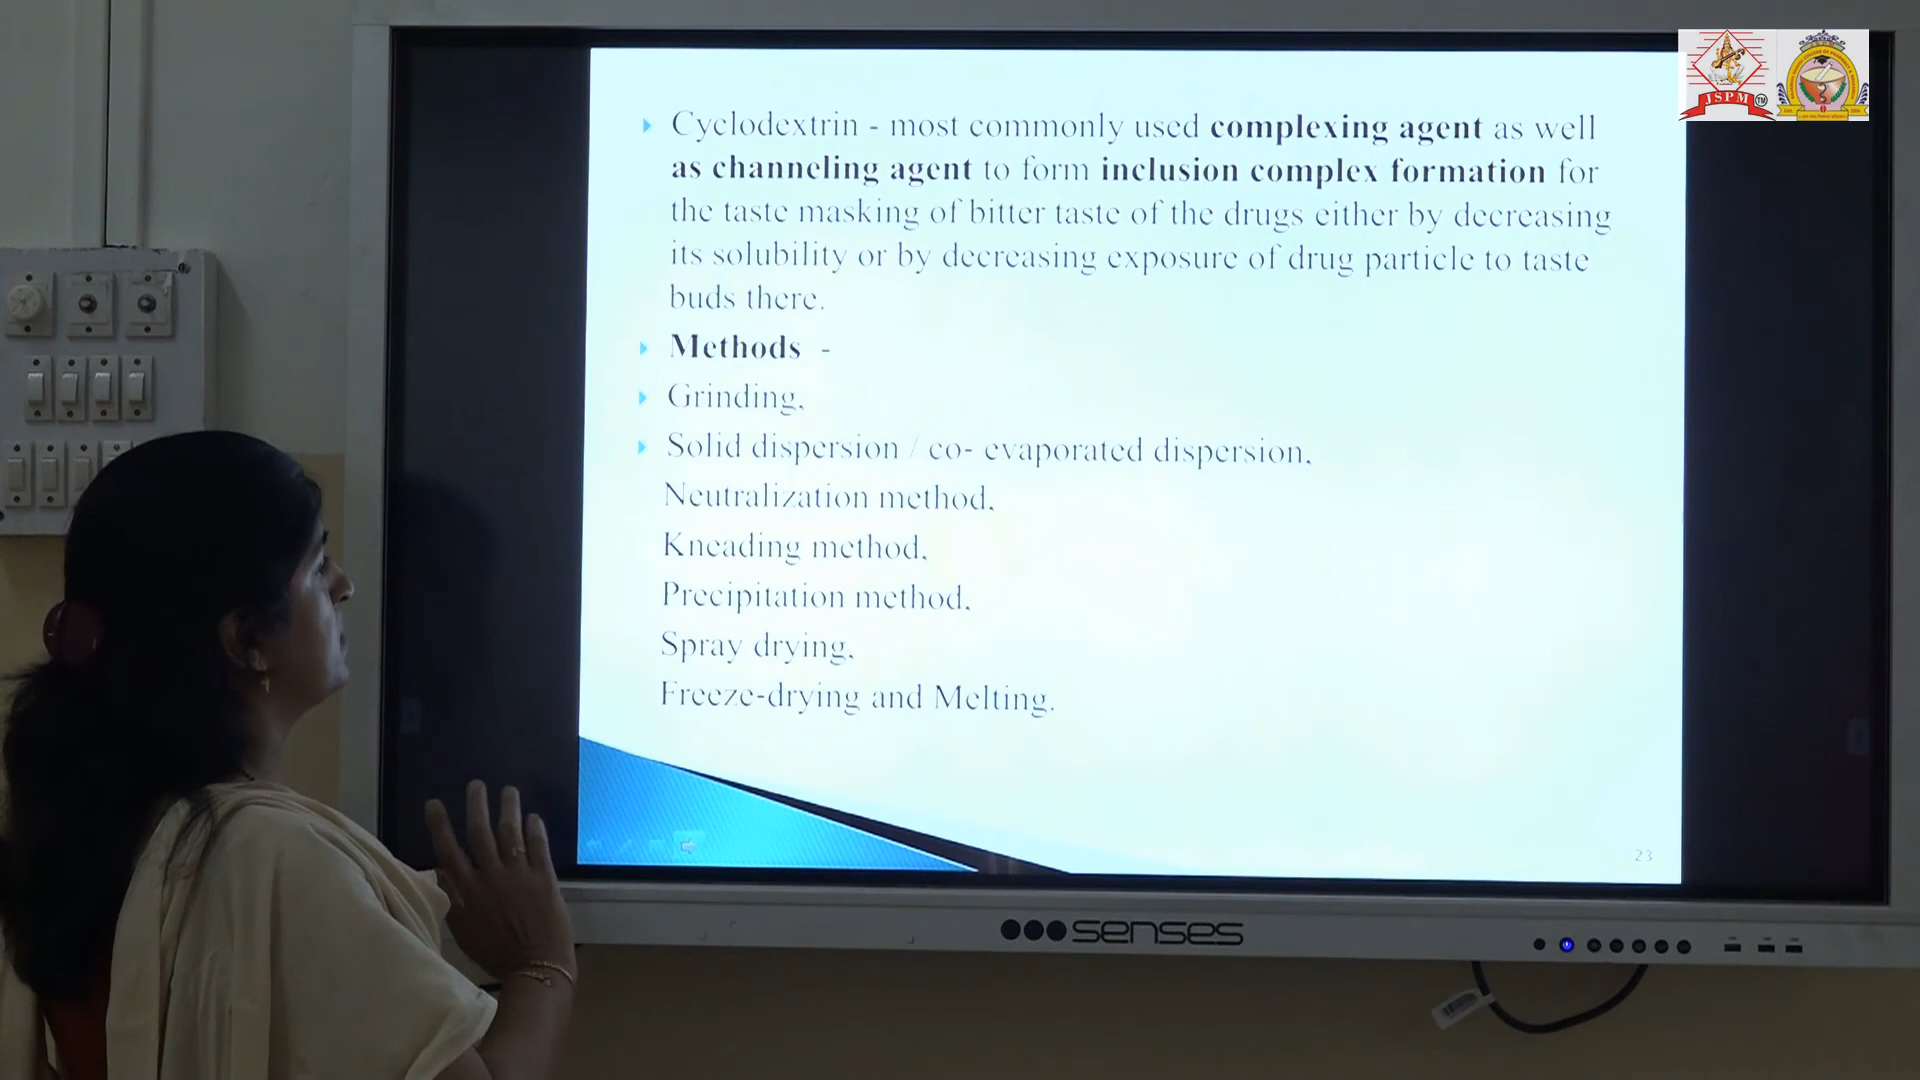 JSPM
TM
Cyclodextrin - most commonly used complexing agent as well
as channeling agent to form inclusion complex formation for
the taste masking of bitter taste of the drugs either by decreasing
its solubility or by decreasing exposure of drug particle to taste
buds there.
Methods -
Grinding,
Solid dispersion / co- evaporated dispersion,
Neutralization method,
Kneading method,
Precipitation method,
Spray drying,
Freeze-drying and Melting.
23
senses